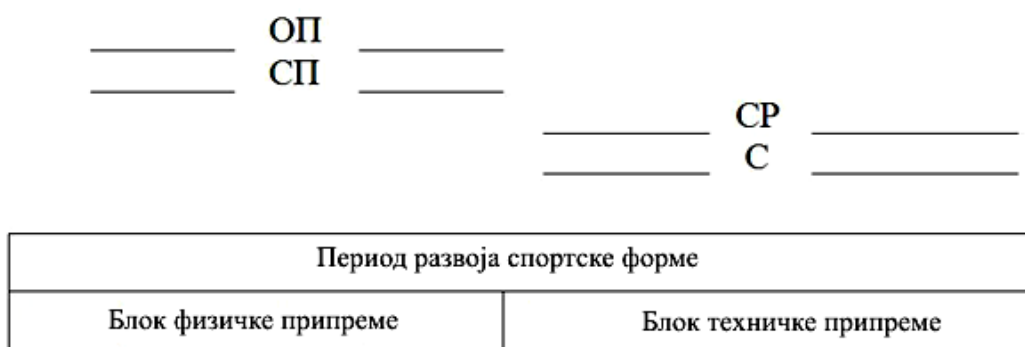 ОП
СП
СР
С
Период развоја спортске форме
Блок физичке припреме
Блок техничке припреме